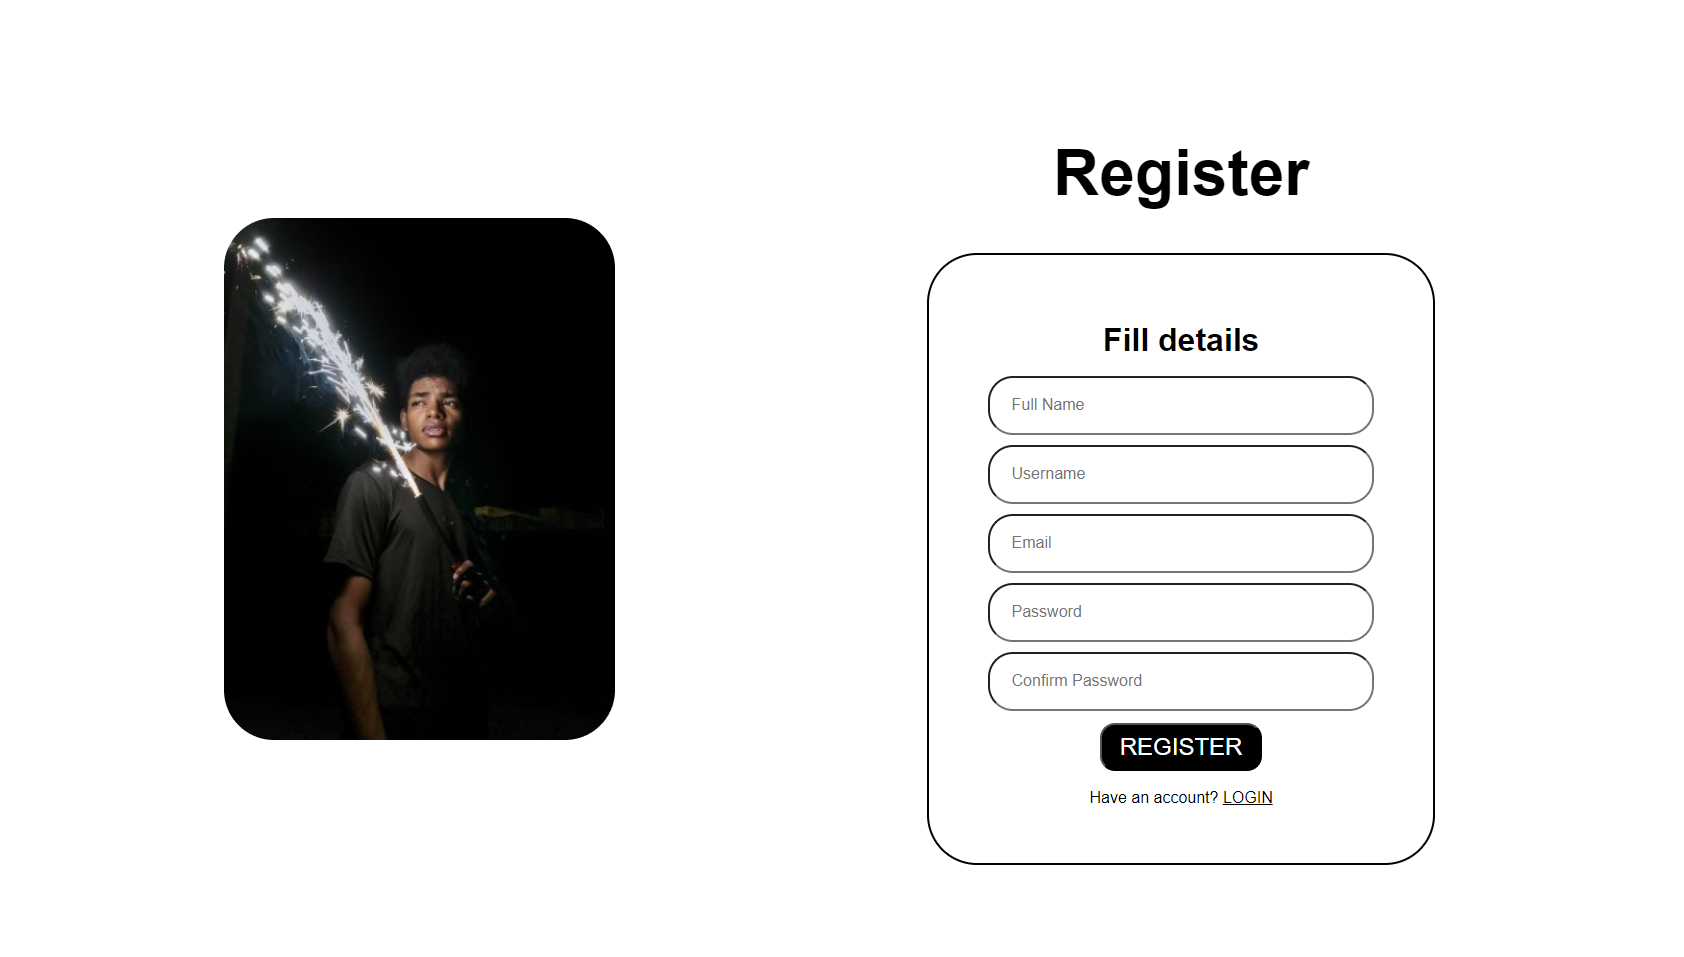 Register
Fill details
Full Name
Username
Email
Password
Confirm Password
REGISTER
Have an account? LOGIN